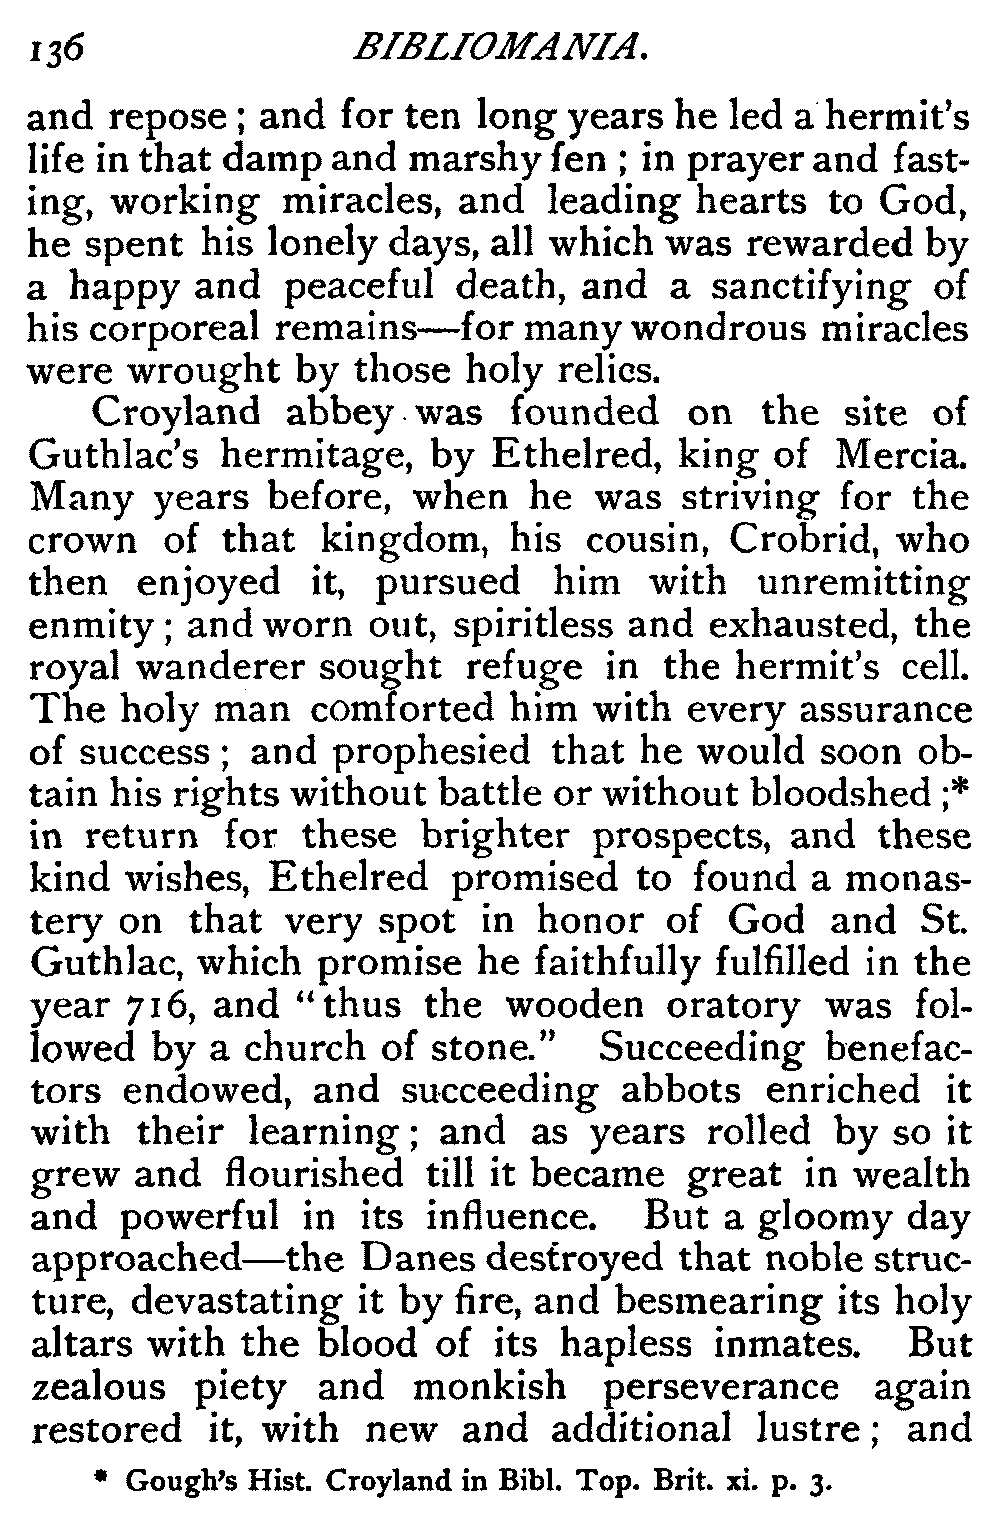 136 BIBLIOMANIA.
and repose ; and for ten long years he led a hermit's
life in that damp and marshy fen ; in prayer and fast-
ing, working miracles, and leading hearts to God,
he spent his lonely days, all which was rewarded by
a happy and peaceful death, and a sanctifying of
his corporeal remains—for many wondrous miracles
were wrought by those holy relics.
Croyland abbey was founded on the site of
Guthlac's hermitage, by Ethelred, king of Mercia.
Many years before, when he was striving for the
crown of that kingdom, his cousin, Crobrid, who
then enjoyed it, pursued him with unremitting
enmity ; and worn out, spiritless and exhausted, the
royal wanderer sought refuge in the hermit's cell.
The holy man comforted him with every assurance
of success ; and prophesied that he would soon ob-
tain his rights without battle or without bloodshed ;*
in return for these brighter prospects, and these
kind wishes, Ethelred promised to found a monas-
tery on that very spot in honor of God and St.
Guthlac, which promise he faithfully fulfilled in the
year 716, and "thus the wooden oratory was fol-
lowed by a church of stone." Succeeding benefac-
tors endowed, and succeeding abbots enriched it
with their learning ; and as years rolled by so it
grew and flourished till it became great in wealth
and powerful in its influence. But a gloomy day
approached—the Danes destroyed that noble struc-
ture, devastating it by fire, and besmearing its holy
altars with the blood of its hapless inmates. But
zealous piety and monkish perseverance again
restored it, with new and additional lustre ; and
* Gough's Hist. Croyland in Bibl. Top. Brit. xi. p. 3.